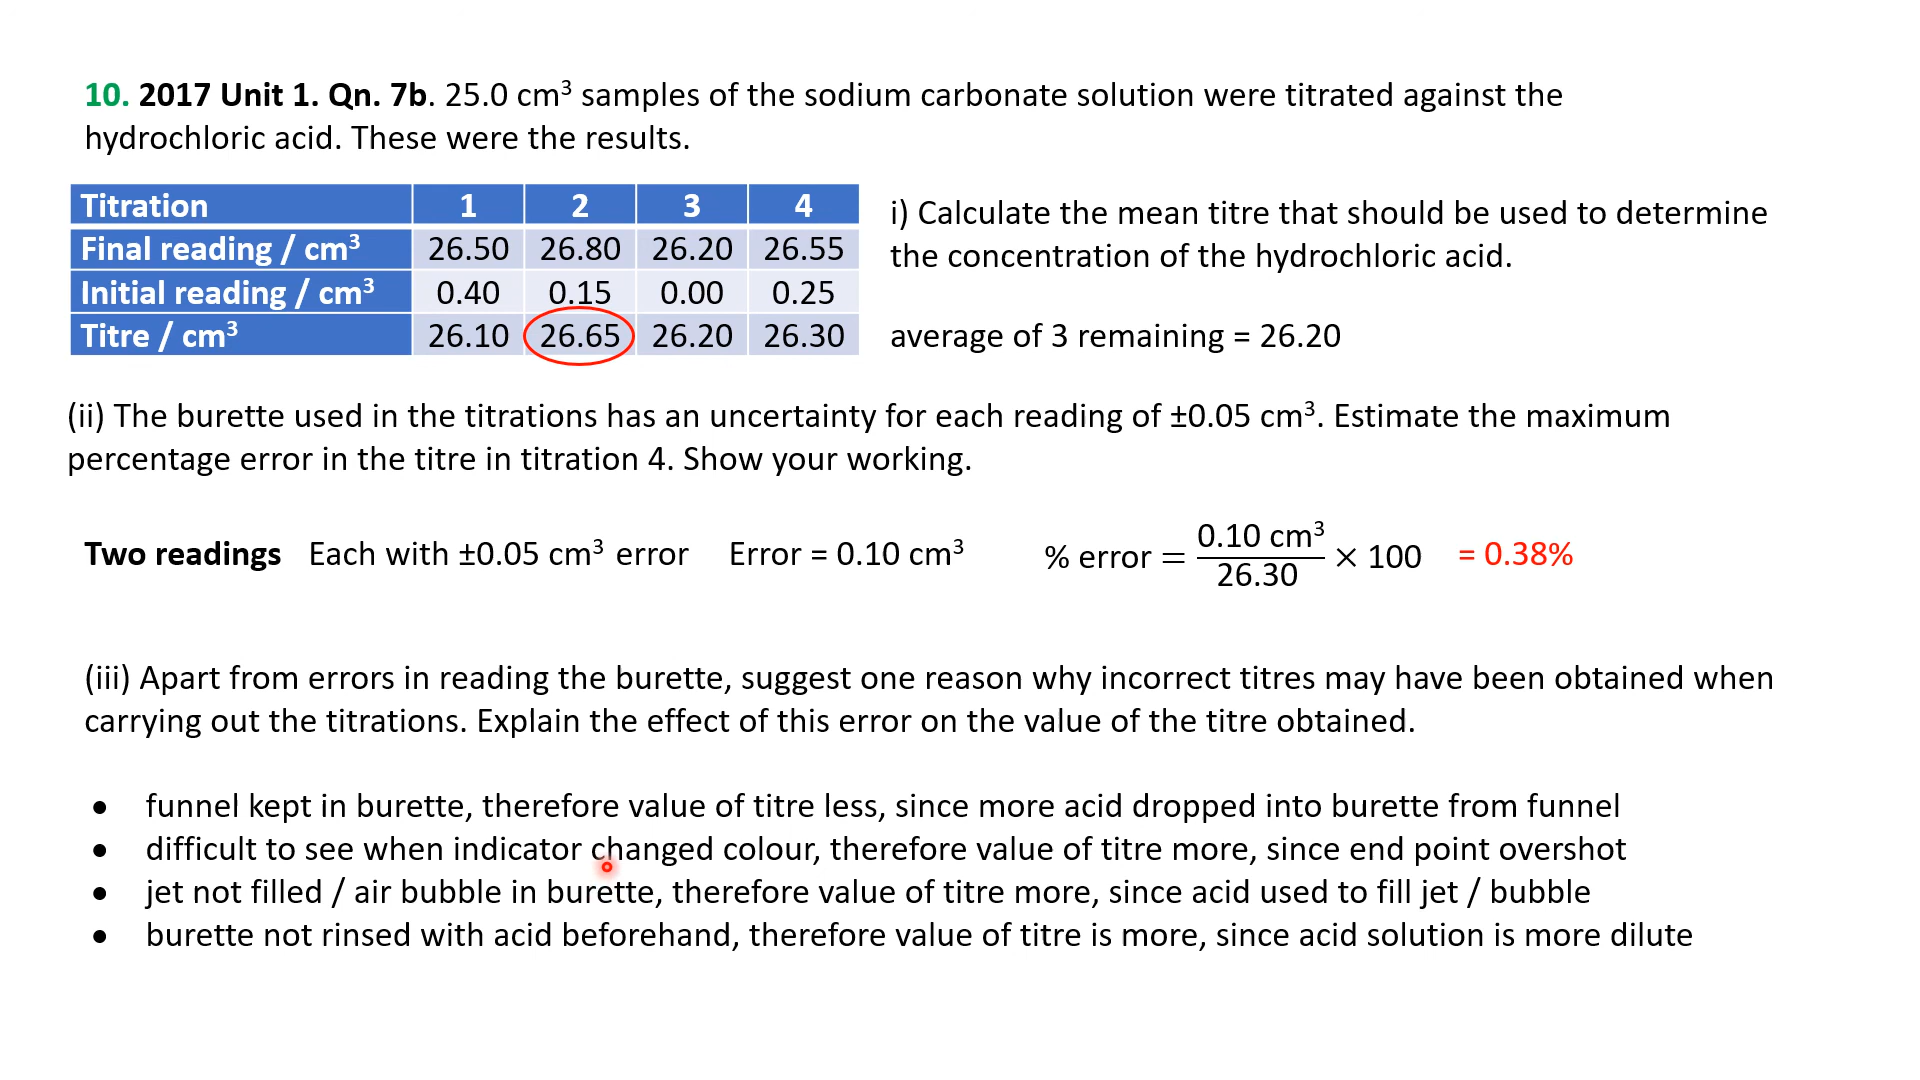 10. 2017 Unit 1. Qn. 7b. 25.0 cm³ samples of the sodium carbonate solution were titrated against the
hydrochloric acid. These were the results.
Titration 1 2 3 4
Final reading / cm³ 26.50 26.80 26.20 26.55
Initial reading / cm³ 0.40 0.15 0.00 0.25
Titre / cm³ 26.10 26.65 26.20 26.30
i) Calculate the mean titre that should be used to determine
the concentration of the hydrochloric acid.
average of 3 remaining = 26.20
(ii) The burette used in the titrations has an uncertainty for each reading of ±0.05 cm³. Estimate the maximum
percentage error in the titre in titration 4. Show your working.
Two readings Each with ±0.05 cm³ error Error = 0.10 cm³ % error = 0.10 cm³ / 26.30 × 100 = 0.38%
(iii) Apart from errors in reading the burette, suggest one reason why incorrect titres may have been obtained when
carrying out the titrations. Explain the effect of this error on the value of the titre obtained.
• funnel kept in burette, therefore value of titre less, since more acid dropped into burette from funnel
• difficult to see when indicator changed colour, therefore value of titre more, since end point overshot
• jet not filled / air bubble in burette, therefore value of titre more, since acid used to fill jet / bubble
• burette not rinsed with acid beforehand, therefore value of titre is more, since acid solution is more dilute